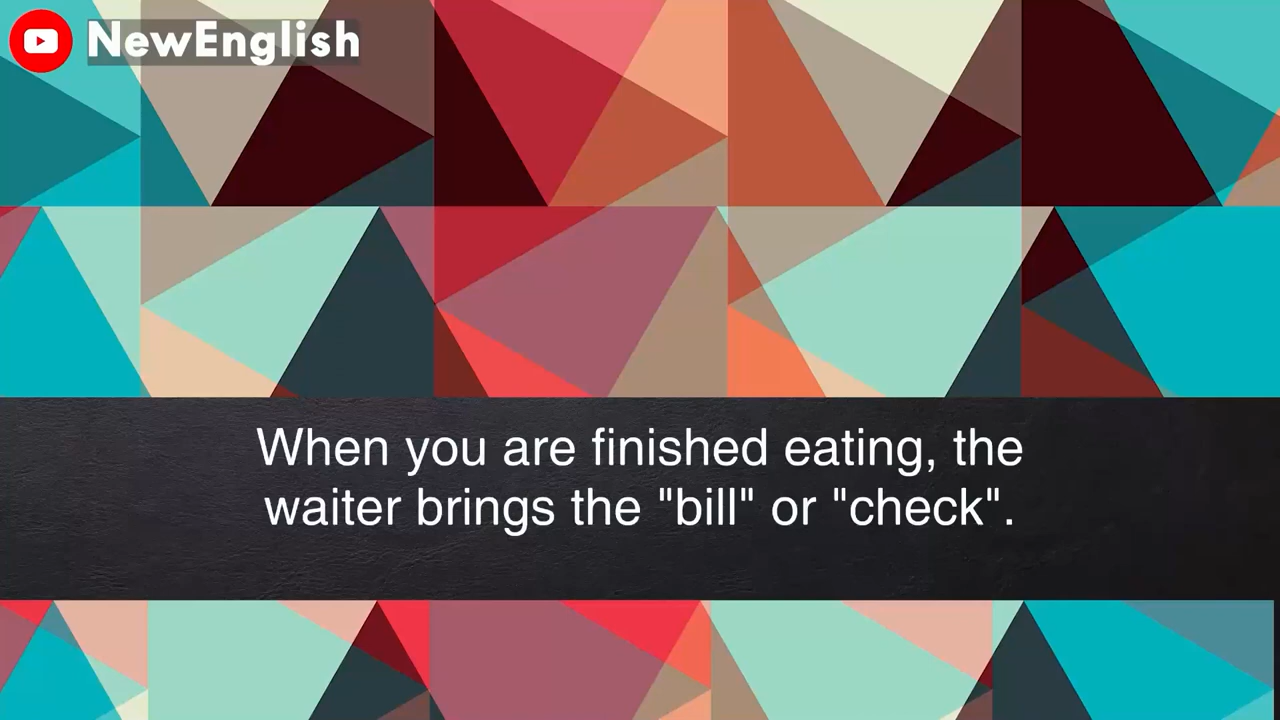 NewEnglish
When you are finished eating, the
waiter brings the "bill" or "check".